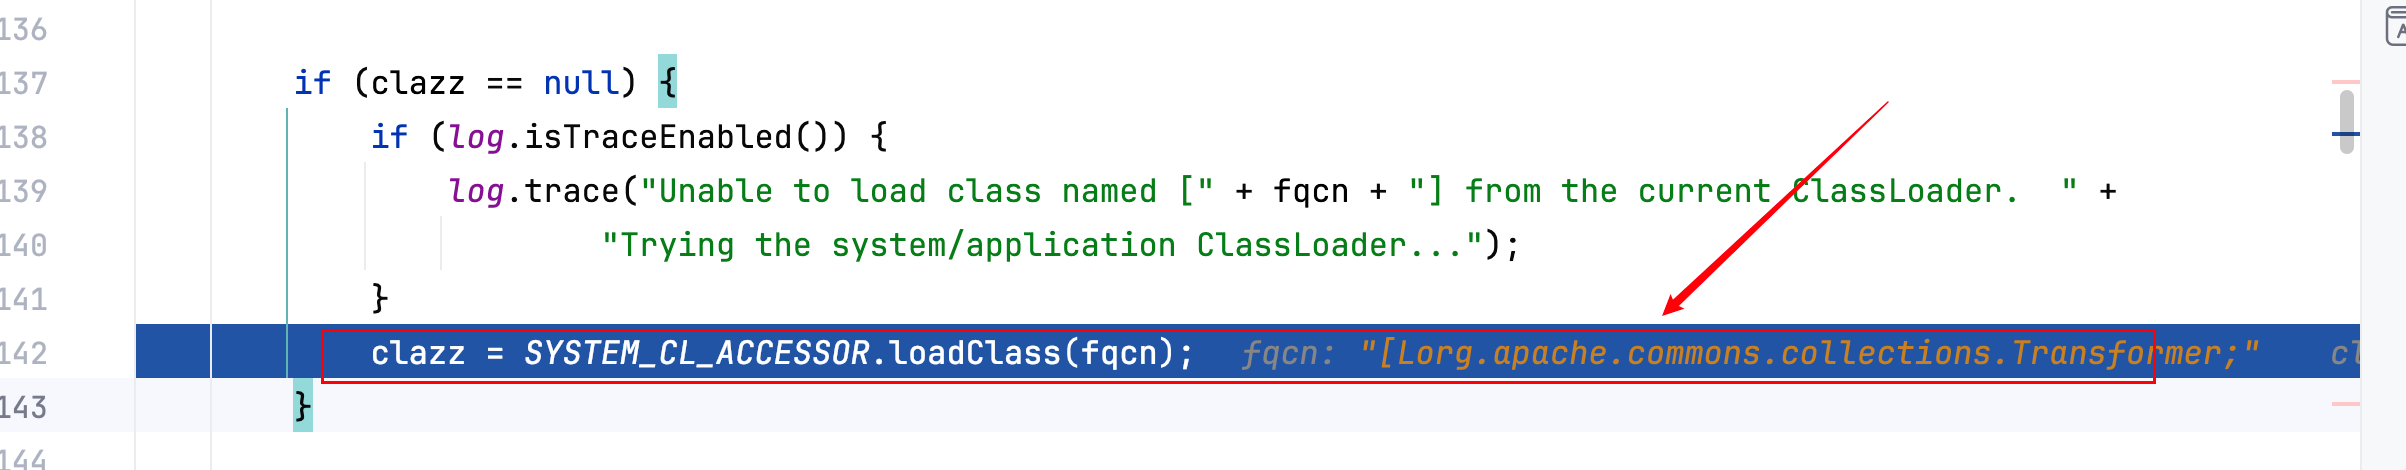 136
137 if (clazz == null) {
138 if (log.isTraceEnabled()) {
139 log.trace("Unable to load class named [" + fqcn + "] from the current ClassLoader.  " +
140 "Trying the system/application ClassLoader...");
141 }
142 clazz = SYSTEM_CL_ACCESSOR.loadClass(fqcn); fqcn: "[Lorg.apache.commons.collections.Transformer;" cl
143 }
144